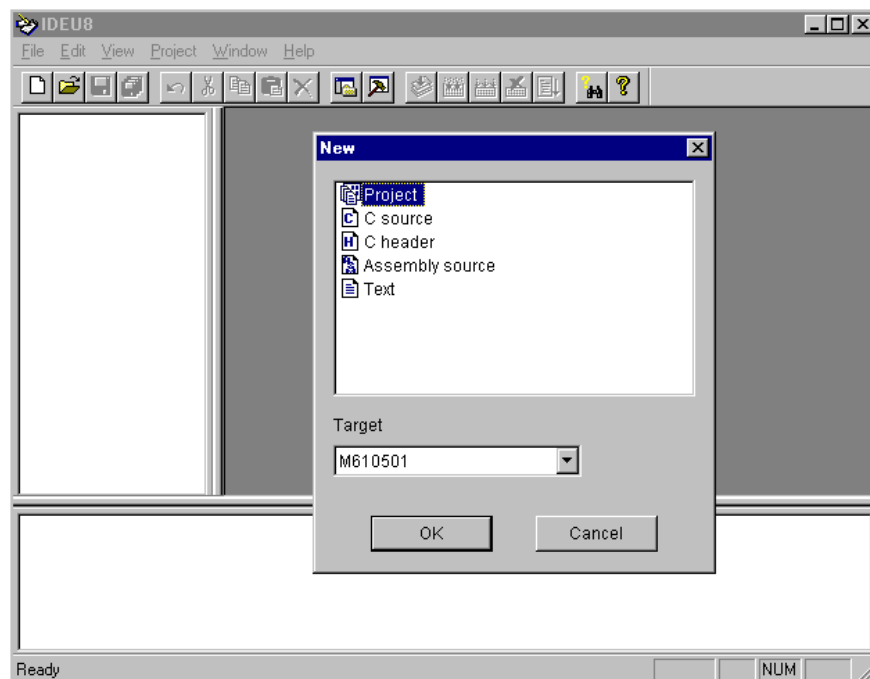 IDEU8
File Edit View Project Window Help
New
Project
C source
C header
Assembly source
Text
Target
M610501
OK Cancel
Ready NUM